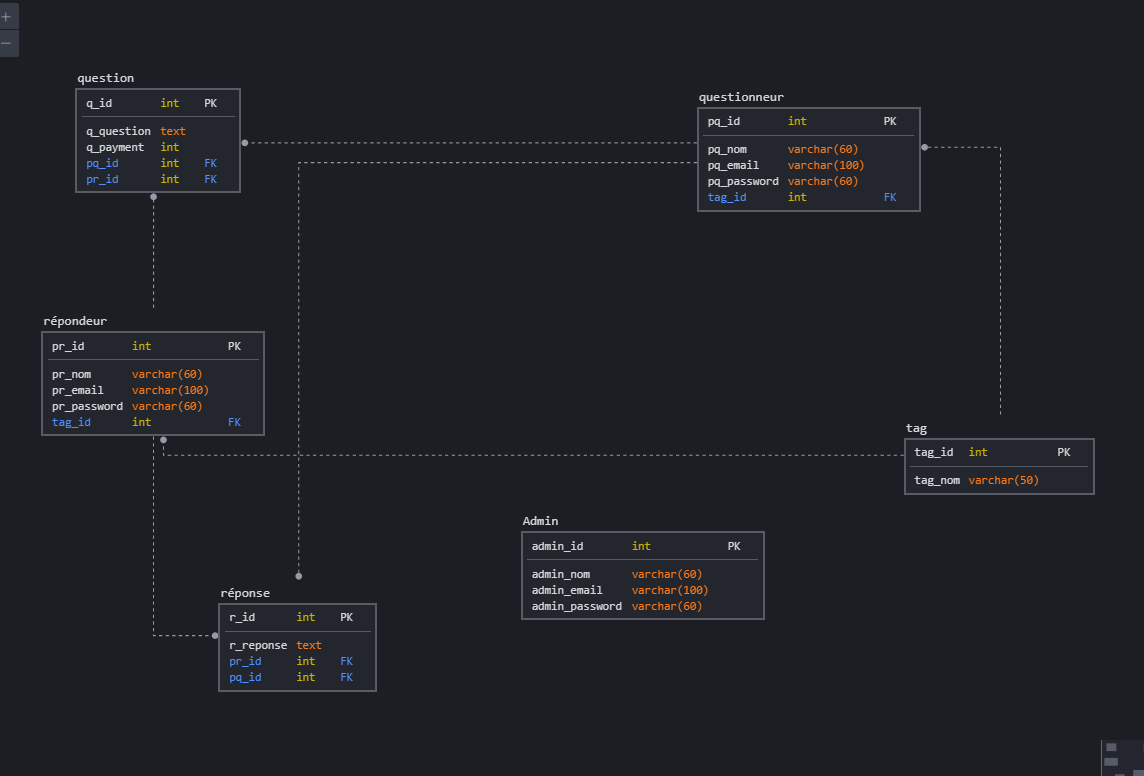 +
−
question
q_id int PK
q_question text
q_payment int
pq_id int FK
pr_id int FK
questionneur
pq_id int PK
pq_nom varchar(60)
pq_email varchar(100)
pq_password varchar(60)
tag_id int FK
répondeur
pr_id int PK
pr_nom varchar(60)
pr_email varchar(100)
pr_password varchar(60)
tag_id int FK
tag
tag_id int PK
tag_nom varchar(50)
Admin
admin_id int PK
admin_nom varchar(60)
admin_email varchar(100)
admin_password varchar(60)
réponse
r_id int PK
r_reponse text
pr_id int FK
pq_id int FK